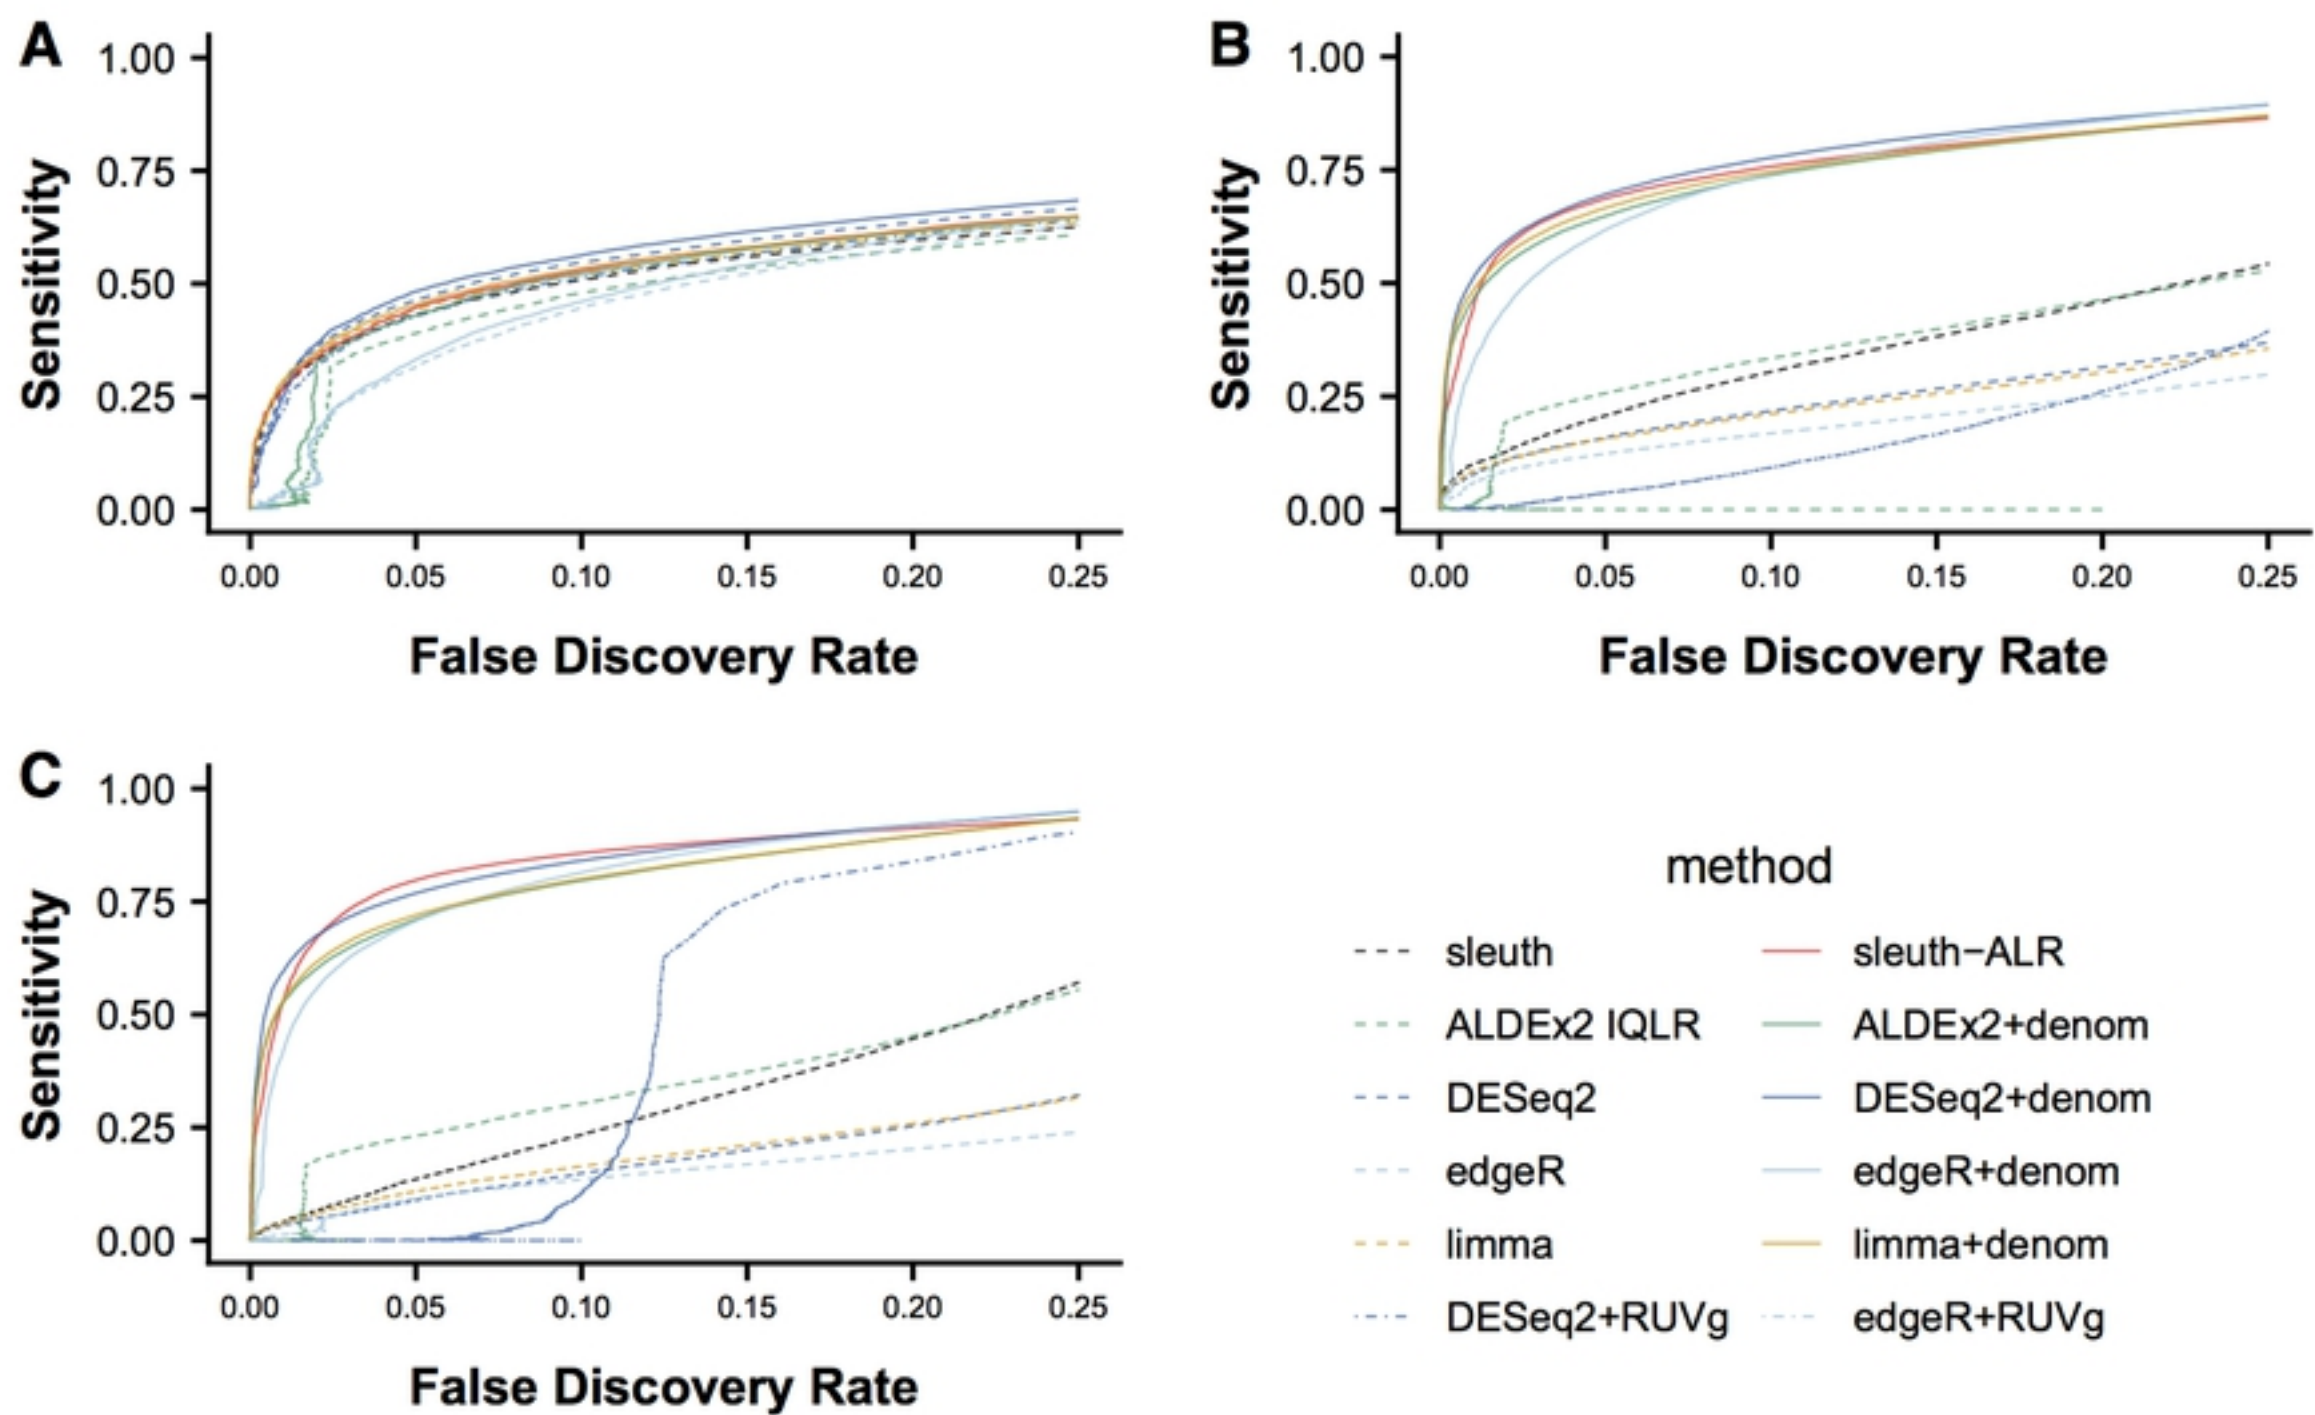 A
1.00
0.75
0.50
0.25
0.00
Sensitivity
0.00 0.05 0.10 0.15 0.20 0.25
False Discovery Rate
B
1.00
0.75
0.50
0.25
0.00
Sensitivity
0.00 0.05 0.10 0.15 0.20 0.25
False Discovery Rate
C
1.00
0.75
0.50
0.25
0.00
Sensitivity
0.00 0.05 0.10 0.15 0.20 0.25
False Discovery Rate
method
sleuth sleuth−ALR
ALDEx2 IQLR ALDEx2+denom
DESeq2 DESeq2+denom
edgeR edgeR+denom
limma limma+denom
DESeq2+RUVg edgeR+RUVg